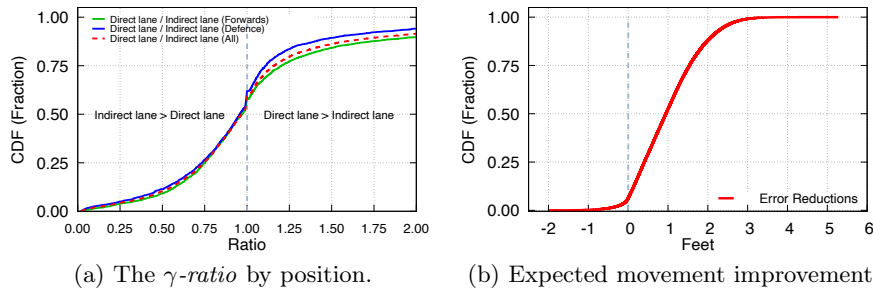 Direct lane / Indirect lane (Forwards)
Direct lane / Indirect lane (Defence)
Direct lane / Indirect lane (All)
CDF (Fraction)
1.00
0.75
0.50
0.25
0.00
Indirect lane > Direct lane
Direct lane > Indirect lane
0.00 0.25 0.50 0.75 1.00 1.25 1.50 1.75 2.00
Ratio
(a) The γ-ratio by position.
CDF (Fraction)
1.00
0.75
0.50
0.25
0.00
Error Reductions
-2 -1 0 1 2 3 4 5 6
Feet
(b) Expected movement improvement